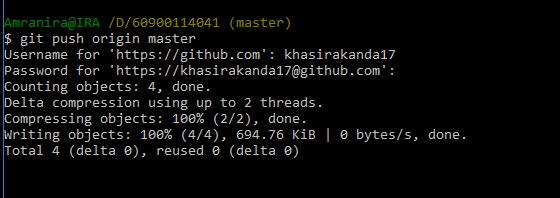 Amranira@IRA /D/60900114041 (master)
$ git push origin master
Username for 'https://github.com': khasirakanda17
Password for 'https://khasirakanda17@github.com':
Counting objects: 4, done.
Delta compression using up to 2 threads.
Compressing objects: 100% (2/2), done.
Writing objects: 100% (4/4), 694.76 KiB | 0 bytes/s, done.
Total 4 (delta 0), reused 0 (delta 0)